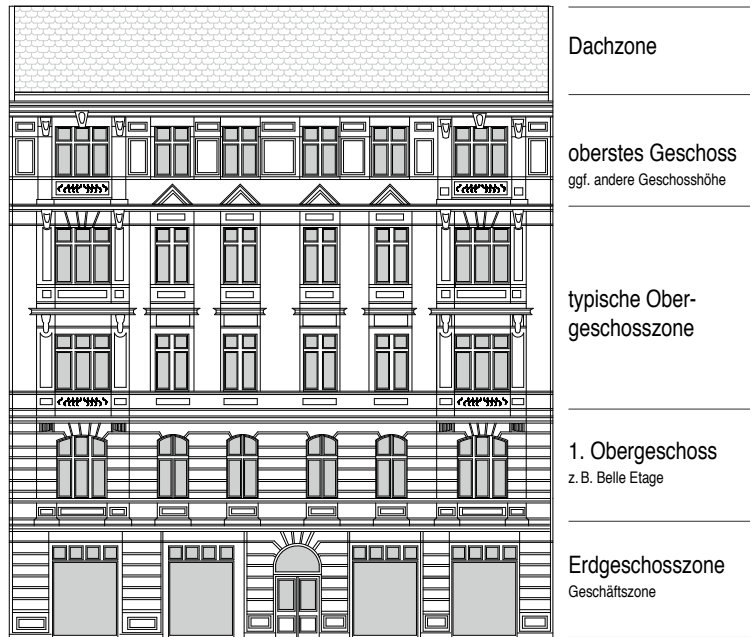 Dachzone
oberstes Geschoss
ggf. andere Geschosshöhe
typische Ober-
geschosszone
1. Obergeschoss
z. B. Belle Etage
Erdgeschosszone
Geschäftszone